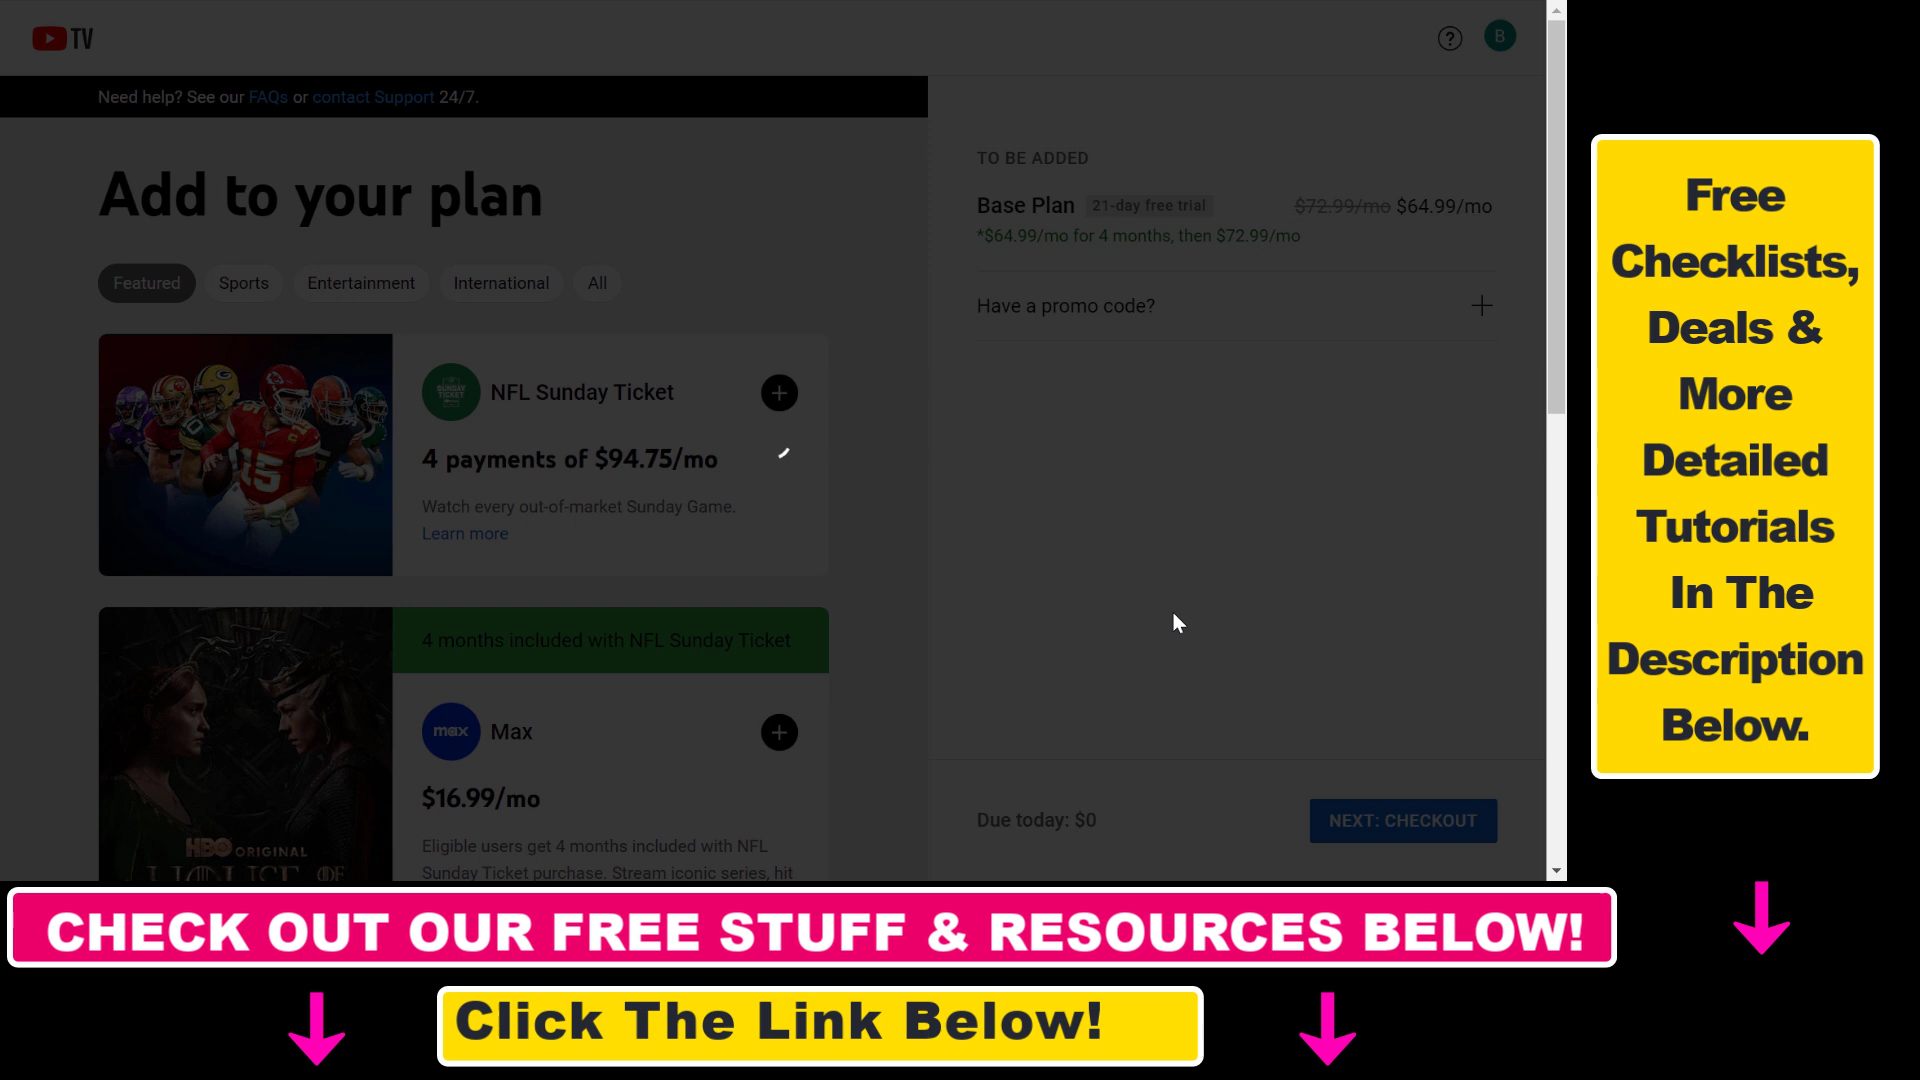 TV
?
B
Need help? See our FAQs or contact Support 24/7.
Add to your plan
Featured
Sports
Entertainment
International
All
SUNDAY
TICKET
NFL Sunday Ticket
4 payments of $94.75/mo
Watch every out-of-market Sunday Game.
Learn more
15
4 months included with NFL Sunday Ticket
max
Max
$16.99/mo
Eligible users get 4 months included with NFL
Sunday Ticket purchase. Stream iconic series, hit
HBO ORIGINAL
HOUSE OF
TO BE ADDED
Base Plan 21-day free trial $72.99/mo $64.99/mo
*$64.99/mo for 4 months, then $72.99/mo
Have a promo code?
Due today: $0
NEXT: CHECKOUT
Free
Checklists,
Deals &
More
Detailed
Tutorials
In The
Description
Below.
CHECK OUT OUR FREE STUFF & RESOURCES BELOW!
Click The Link Below!